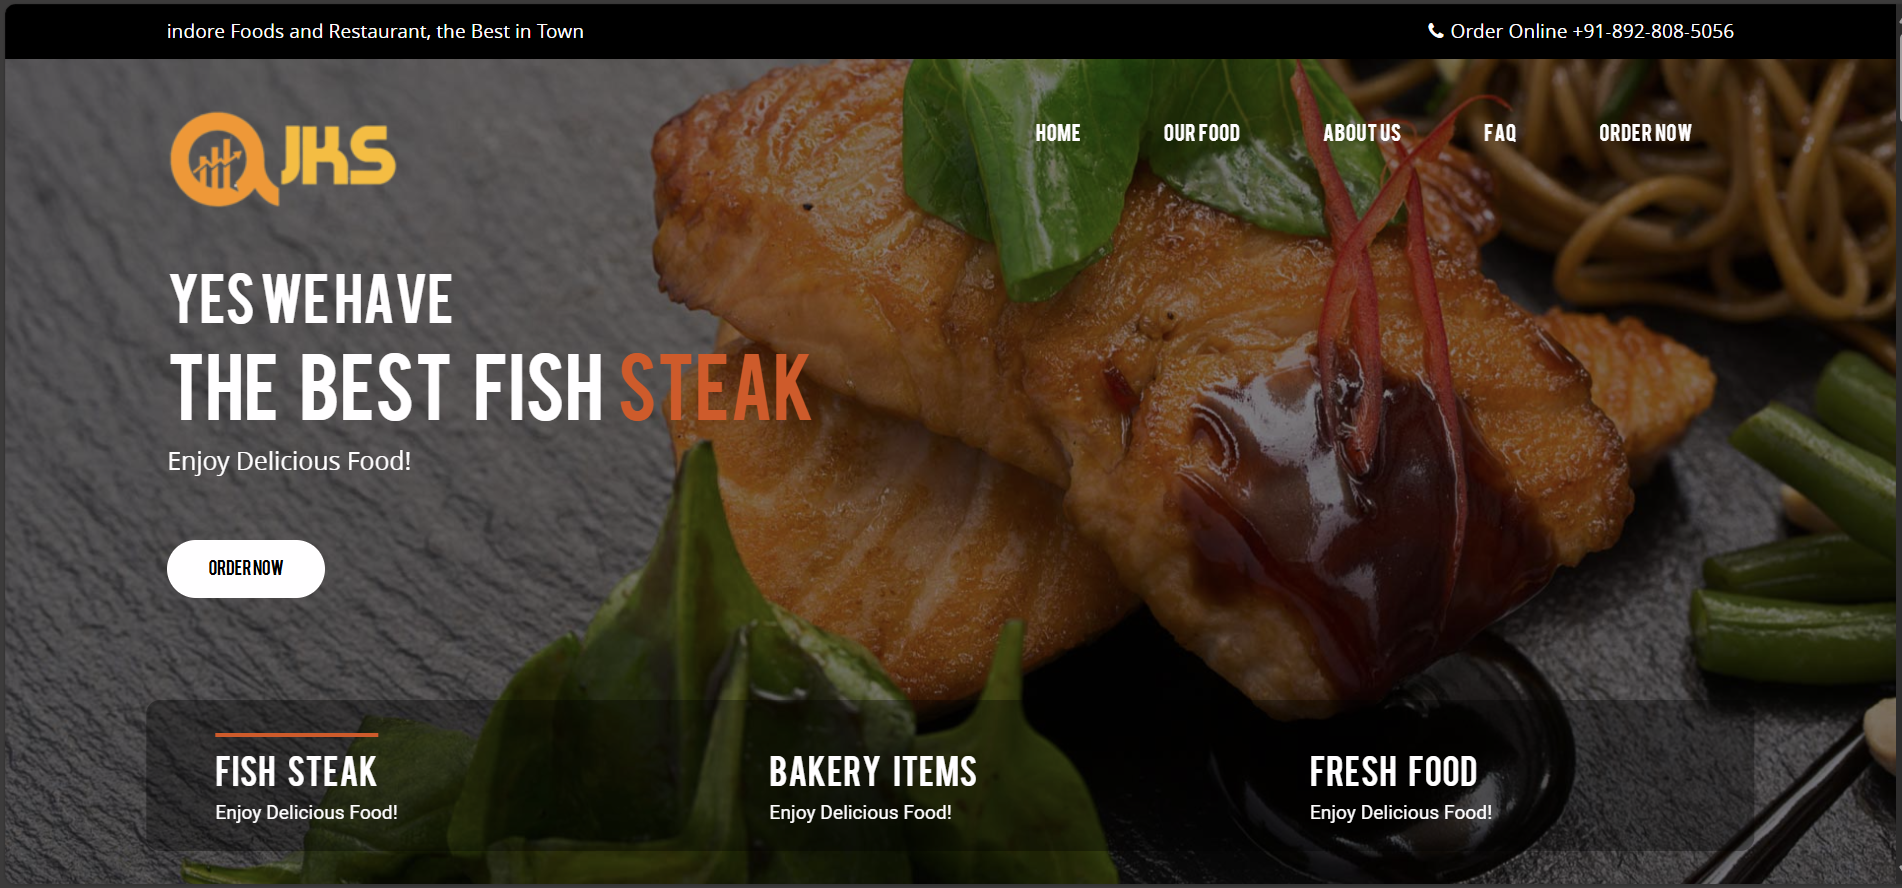 indore Foods and Restaurant, the Best in Town
Order Online +91-892-808-5056
JKS
HOME
OUR FOOD
ABOUT US
FAQ
ORDER NOW
YES WE HAVE
THE BEST FISH STEAK
Enjoy Delicious Food!
ORDER NOW
FISH STEAK
Enjoy Delicious Food!
BAKERY ITEMS
Enjoy Delicious Food!
FRESH FOOD
Enjoy Delicious Food!